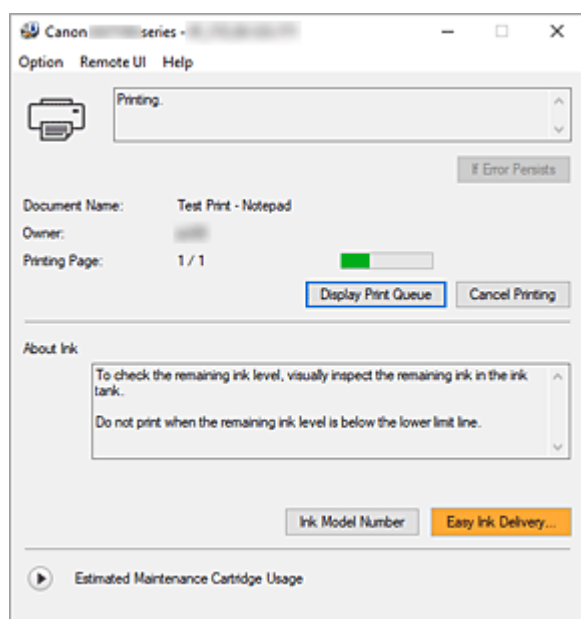 Canon series -
Option Remote UI Help
Printing.
If Error Persists
Document Name: Test Print - Notepad
Owner:
Printing Page: 1 / 1
Display Print Queue Cancel Printing
About Ink
To check the remaining ink level, visually inspect the remaining ink in the ink
tank.
Do not print when the remaining ink level is below the lower limit line.
Ink Model Number Easy Ink Delivery...
Estimated Maintenance Cartridge Usage